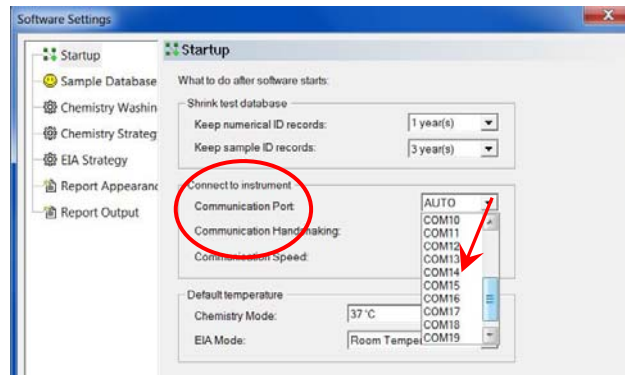 Software Settings
X
Startup
Sample Database
Chemistry Washin
Chemistry Strateg
EIA Strategy
Report Appearanc
Report Output
Startup
What to do after software starts:
Shrink test database
Keep numerical ID records: 1 year(s)
Keep sample ID records: 3 year(s)
Connect to instrument
Communication Port: AUTO
COM10
COM11
COM12
COM13
COM14
COM15
COM16
COM17
COM18
COM19
Communication Handshaking:
Communication Speed:
Default temperature
Chemistry Mode: 37 °C
EIA Mode: Room Temper